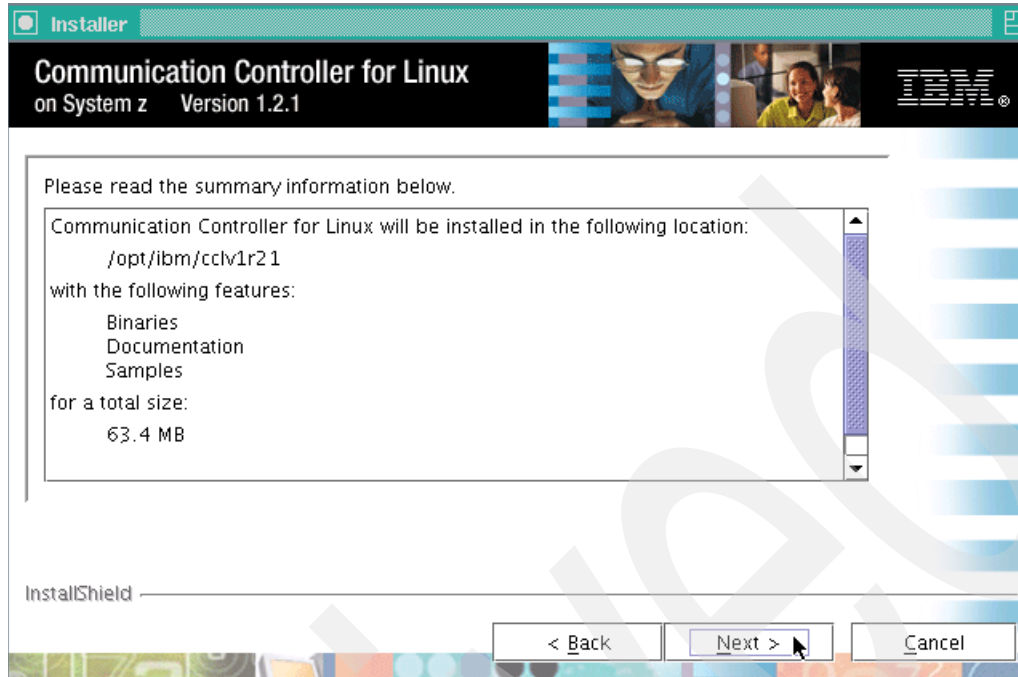 Installer
Communication Controller for Linux
on System z Version 1.2.1
IBM®
Please read the summary information below.
Communication Controller for Linux will be installed in the following location:
/opt/ibm/cclv1r21
with the following features:
Binaries
Documentation
Samples
for a total size:
63.4 MB
InstallShield
< Back
Next >
Cancel